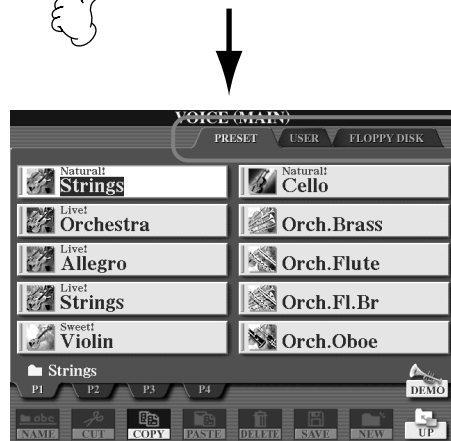 VOICE (MAIN)
PRESET USER FLOPPY DISK
Natural!
Strings
Natural!
Cello
Live!
Orchestra
Orch.Brass
Live!
Allegro
Orch.Flute
Live!
Strings
Orch.Fl.Br
Sweet!
Violin
Orch.Oboe
Strings
P1 P2 P3 P4
DEMO
abc
NAME CUT COPY PASTE DELETE SAVE NEW UP